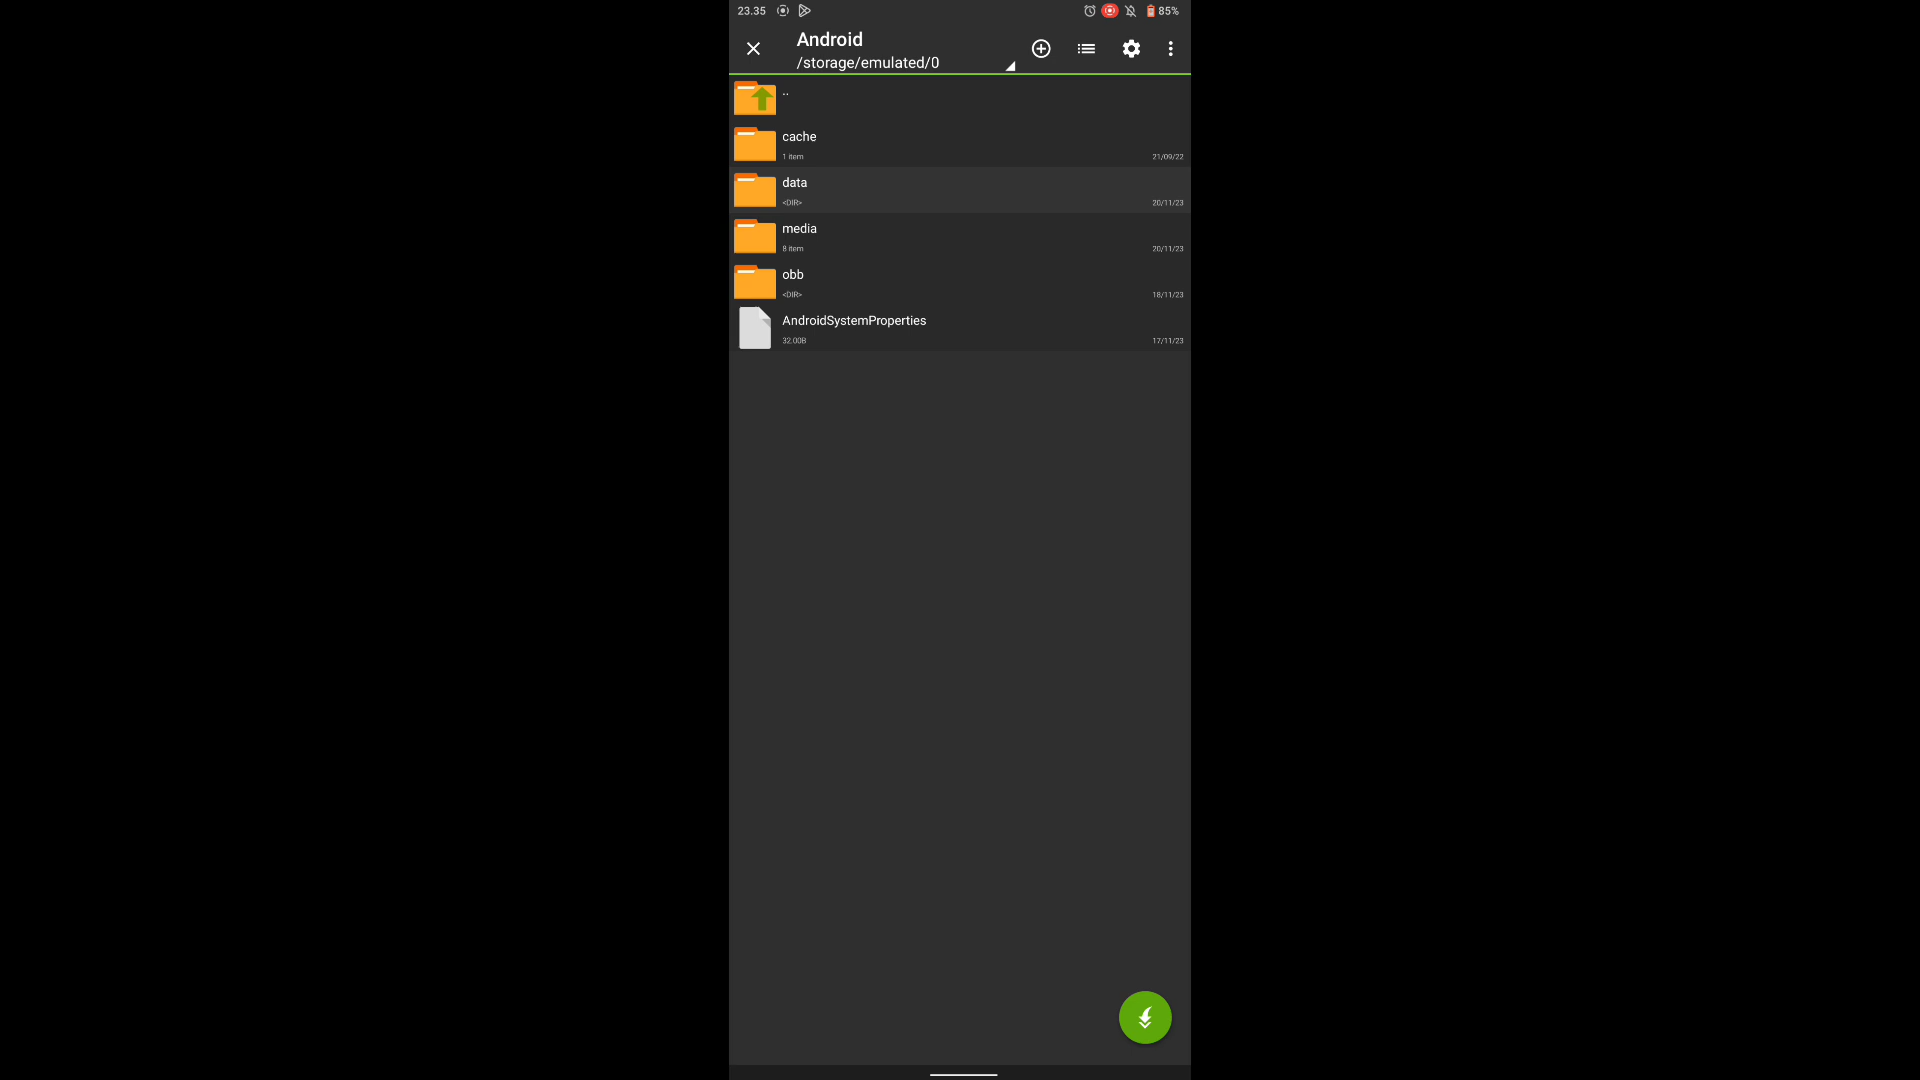 23.35
85%
Android
/storage/emulated/0
..
cache
1 item
21/09/22
data
<DIR>
20/11/23
media
8 item
20/11/23
obb
<DIR>
18/11/23
AndroidSystemProperties
32.00B
17/11/23